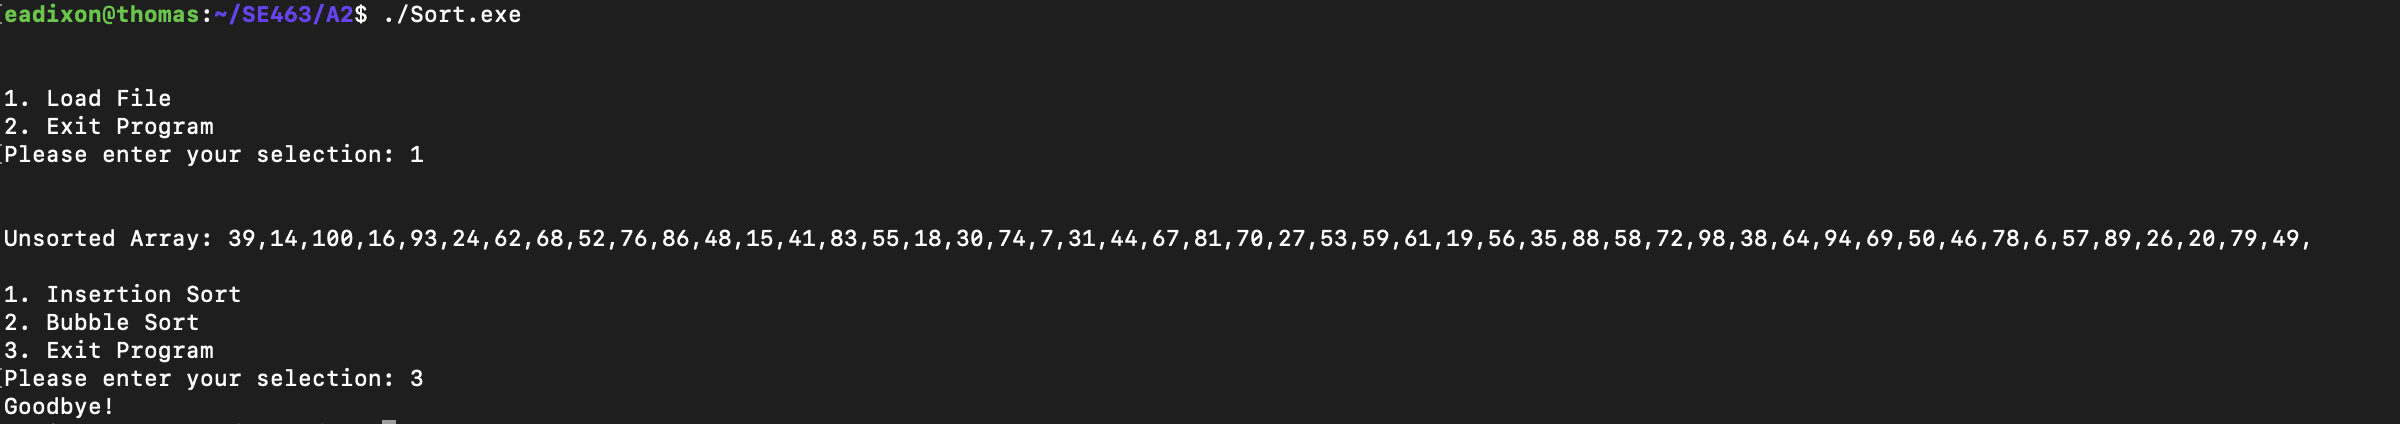 eadixon@thomas:~/SE463/A2$ ./Sort.exe
1. Load File
2. Exit Program
Please enter your selection: 1
Unsorted Array: 39,14,100,16,93,24,62,68,52,76,86,48,15,41,83,55,18,30,74,7,31,44,67,81,70,27,53,59,61,19,56,35,88,58,72,98,38,64,94,69,50,46,78,6,57,89,26,20,79,49,
1. Insertion Sort
2. Bubble Sort
3. Exit Program
Please enter your selection: 3
Goodbye!